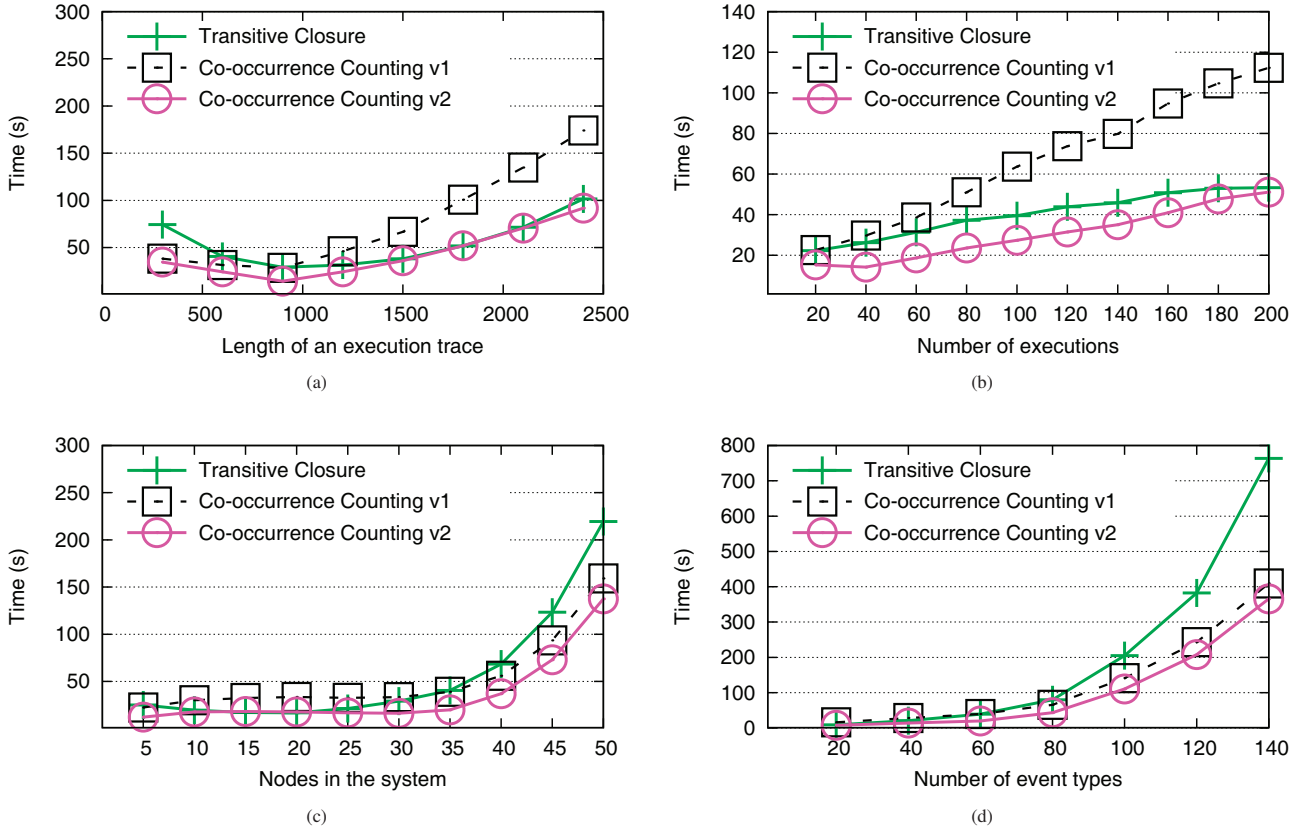 300
250
200
150
100
50
0 500 1000 1500 2000 2500
Time (s)
Length of an execution trace
Transitive Closure
Co-occurrence Counting v1
Co-occurrence Counting v2
(a)
140
120
100
80
60
40
20
20 40 60 80 100 120 140 160 180 200
Time (s)
Number of executions
Transitive Closure
Co-occurrence Counting v1
Co-occurrence Counting v2
(b)
300
250
200
150
100
50
5 10 15 20 25 30 35 40 45 50
Time (s)
Nodes in the system
Transitive Closure
Co-occurrence Counting v1
Co-occurrence Counting v2
(c)
800
700
600
500
400
300
200
100
0
20 40 60 80 100 120 140
Time (s)
Number of event types
Transitive Closure
Co-occurrence Counting v1
Co-occurrence Counting v2
(d)